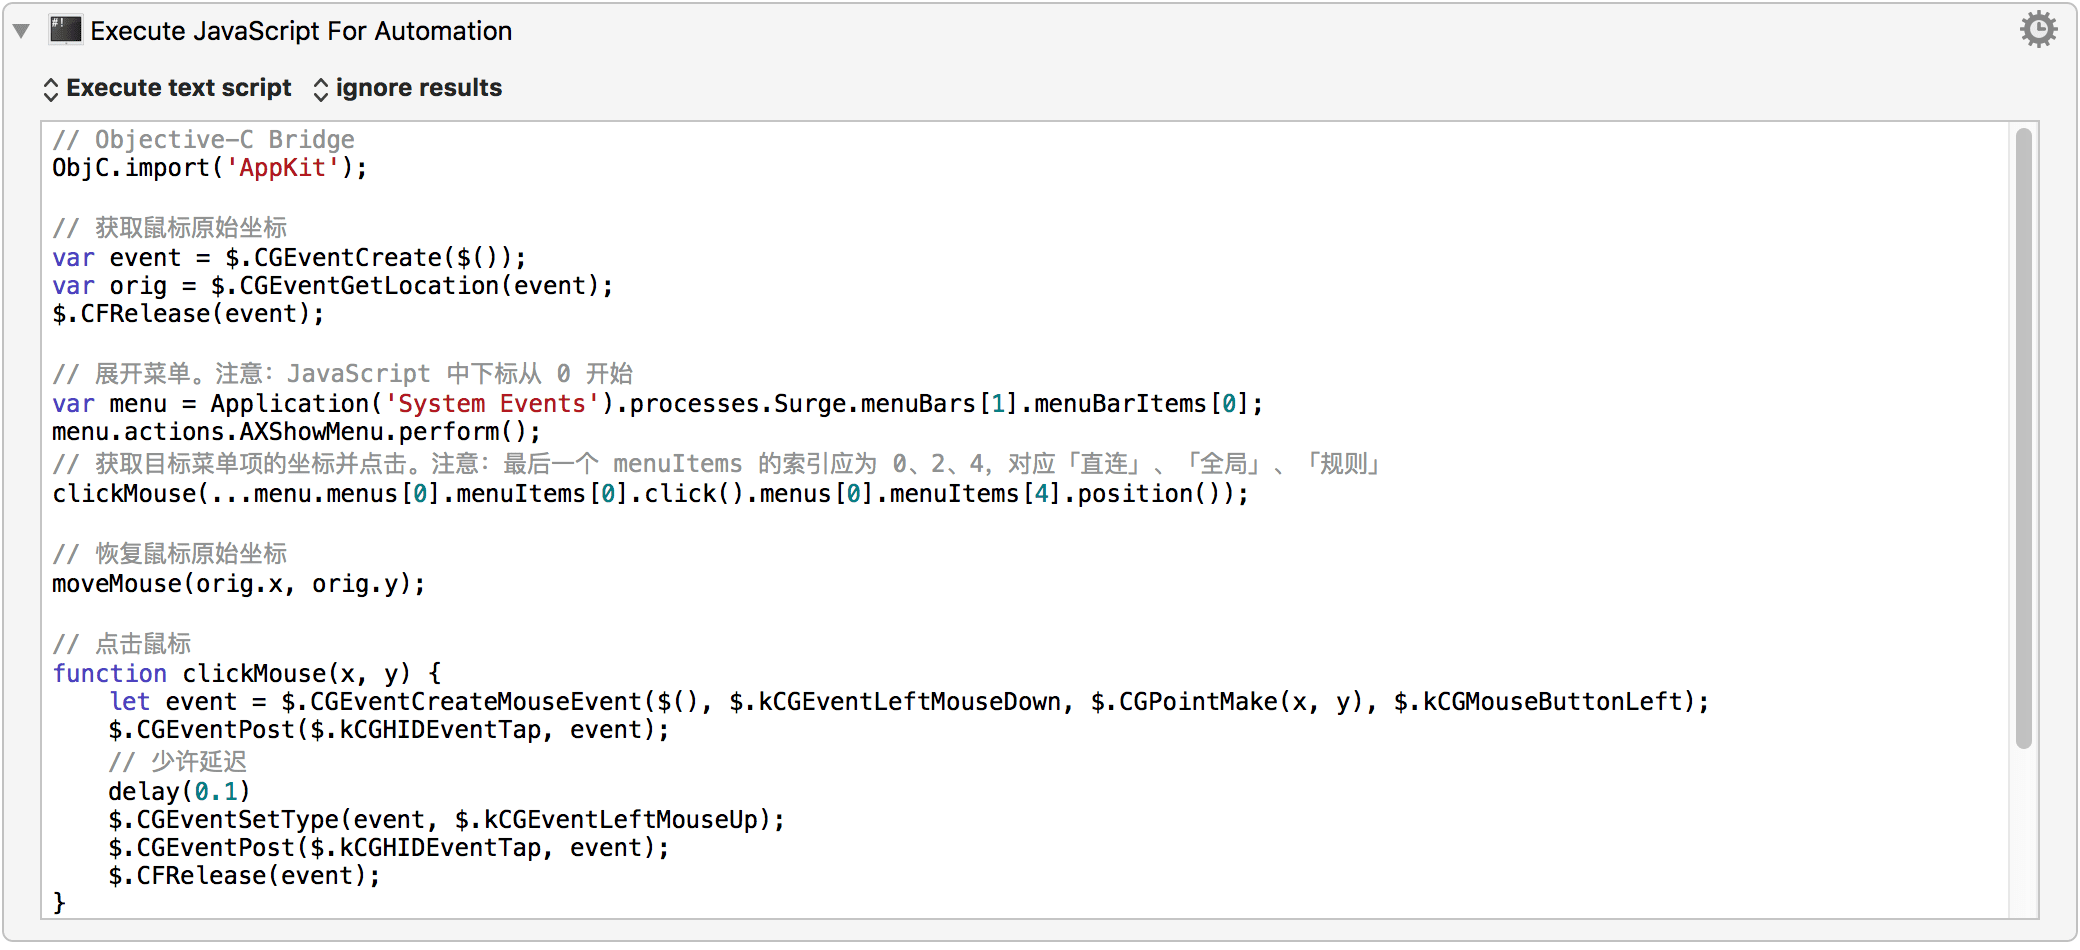 #!
Execute JavaScript For Automation
Execute text script ignore results
// Objective-C Bridge
ObjC.import('AppKit');
// 获取鼠标原始坐标
var event = $.CGEventCreate($());
var orig = $.CGEventGetLocation(event);
$.CFRelease(event);
// 展开菜单。注意：JavaScript 中下标从 0 开始
var menu = Application('System Events').processes.Surge.menuBars[1].menuBarItems[0];
menu.actions.AXShowMenu.perform();
// 获取目标菜单项的坐标并点击。注意：最后一个 menuItems 的索引应为 0、2、4，对应「直连」、「全局」、「规则」
clickMouse(...menu.menus[0].menuItems[0].click().menus[0].menuItems[4].position());
// 恢复鼠标原始坐标
moveMouse(orig.x, orig.y);
// 点击鼠标
function clickMouse(x, y) {
    let event = $.CGEventCreateMouseEvent($(), $.kCGEventLeftMouseDown, $.CGPointMake(x, y), $.kCGMouseButtonLeft);
    $.CGEventPost($.kCGHIDEventTap, event);
    // 少许延迟
    delay(0.1)
    $.CGEventSetType(event, $.kCGEventLeftMouseUp);
    $.CGEventPost($.kCGHIDEventTap, event);
    $.CFRelease(event);
}